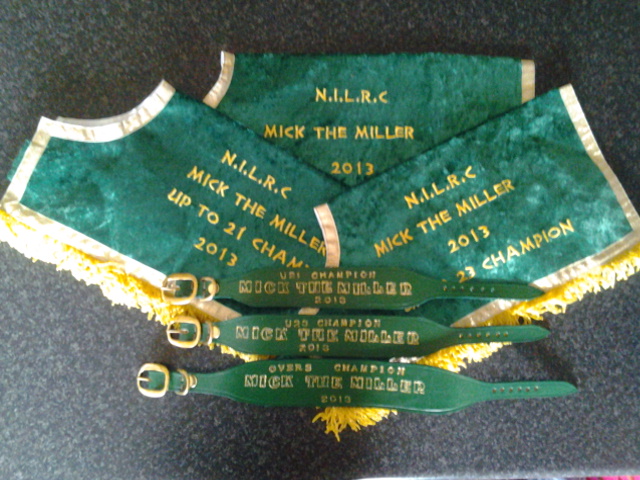 N.I.L.R.C
MICK THE MILLER
2013
N.I.L.R.C
MICK THE MILLER
UP TO 21 CHAM
2013
N.I.L.R.C
MICK THE MILLER
2013
23 CHAMPION
U21 CHAMPION
MICK THE MILLER
2013
U23 CHAMPION
MICK THE MILLER
2013
OVERS CHAMPION
MICK THE MILLER
2013